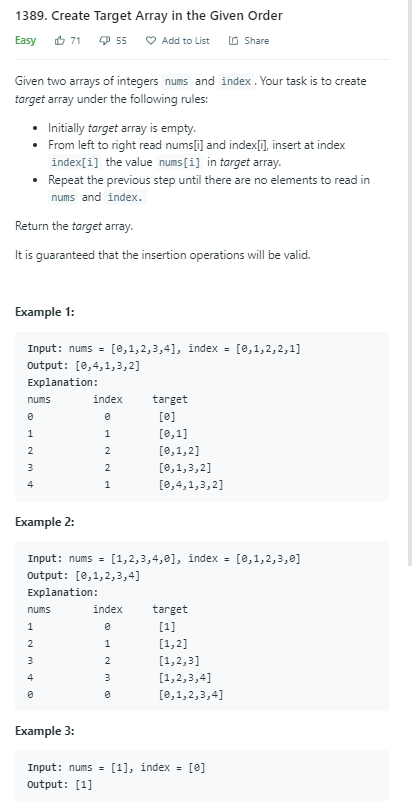 1389. Create Target Array in the Given Order
Easy 71 55 Add to List Share
Given two arrays of integers nums and index. Your task is to create
target array under the following rules:
• Initially target array is empty.
• From left to right read nums[i] and index[i], insert at index
index[i] the value nums[i] in target array.
• Repeat the previous step until there are no elements to read in
nums and index.
Return the target array.
It is guaranteed that the insertion operations will be valid.
Example 1:
Input: nums = [0,1,2,3,4], index = [0,1,2,2,1]
Output: [0,4,1,3,2]
Explanation:
nums index target
0 0 [0]
1 1 [0,1]
2 2 [0,1,2]
3 2 [0,1,3,2]
4 1 [0,4,1,3,2]
Example 2:
Input: nums = [1,2,3,4,0], index = [0,1,2,3,0]
Output: [0,1,2,3,4]
Explanation:
nums index target
1 0 [1]
2 1 [1,2]
3 2 [1,2,3]
4 3 [1,2,3,4]
0 0 [0,1,2,3,4]
Example 3:
Input: nums = [1], index = [0]
Output: [1]